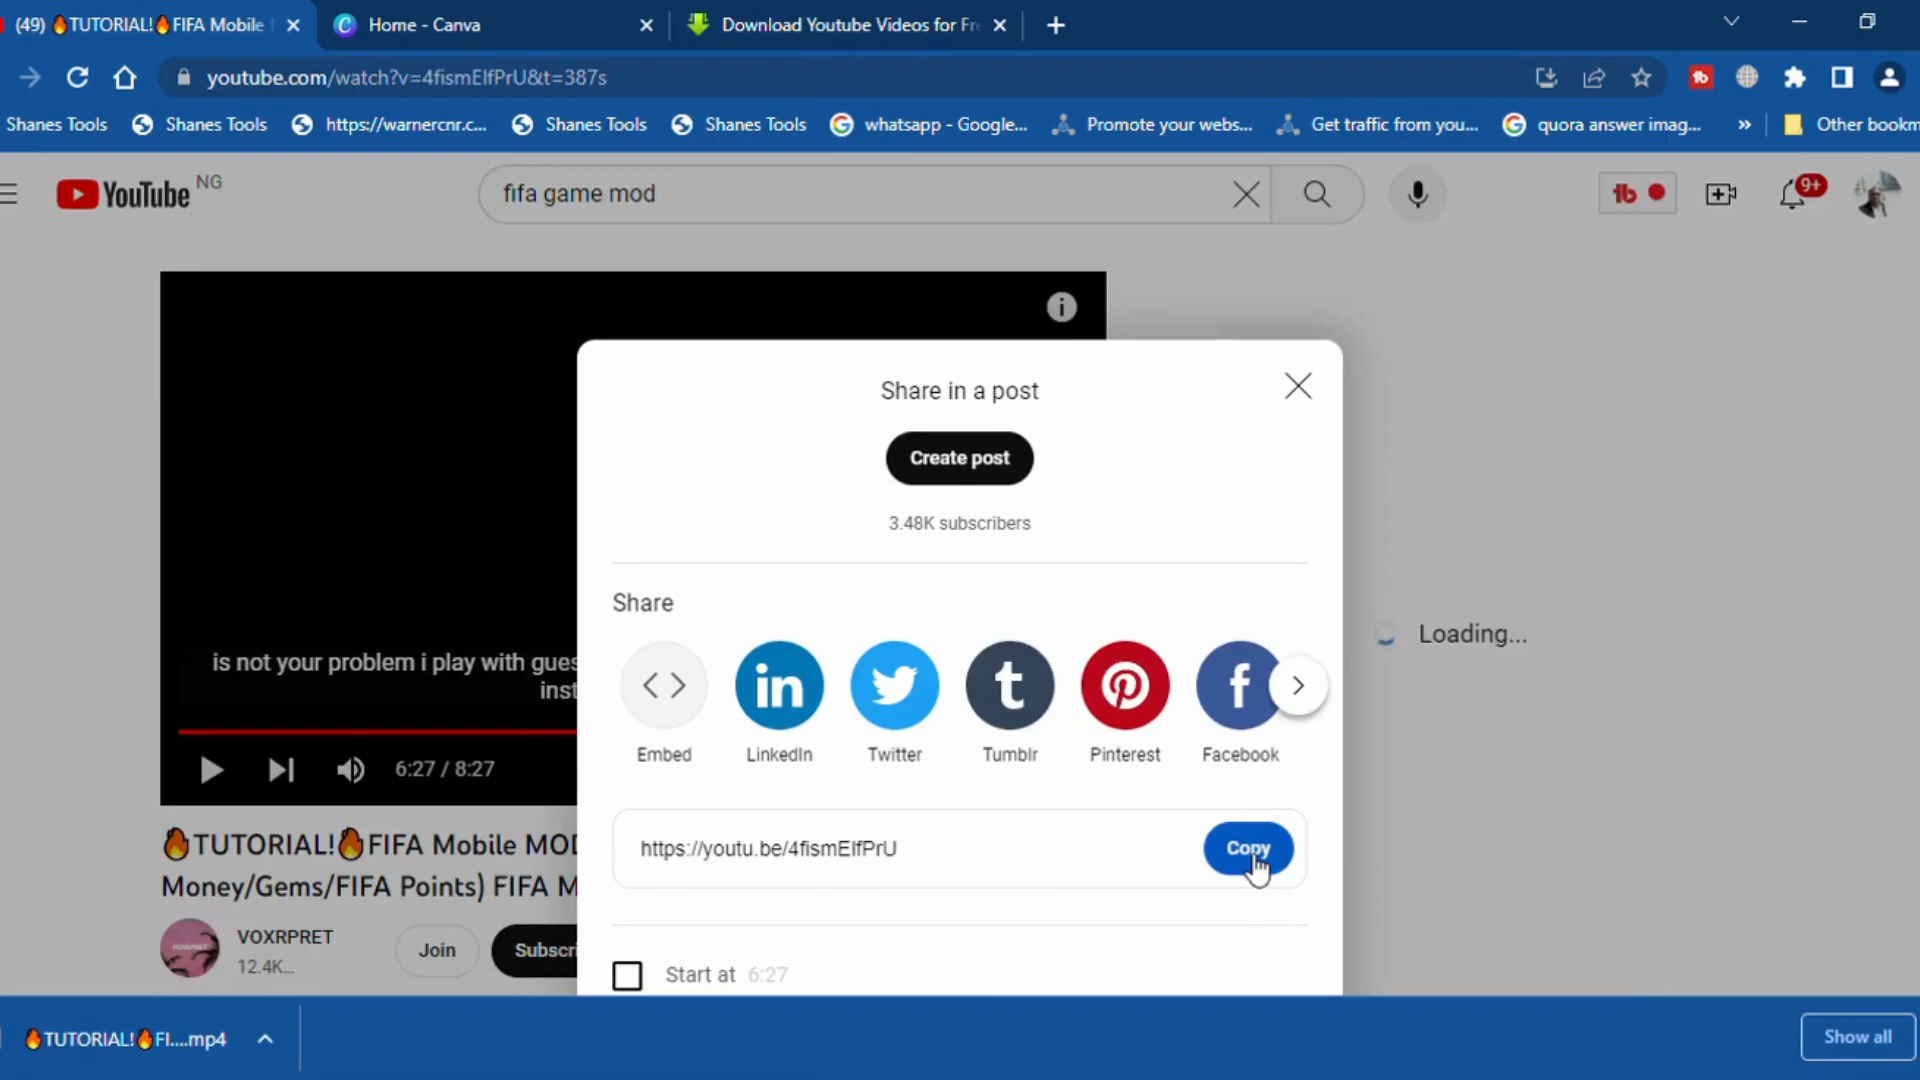 (49) 🔥TUTORIAL!🔥FIFA Mobile
Home - Canva
Download Youtube Videos for Fre
youtube.com/watch?v=4fismElfPrU&t=387s
Shanes Tools
Shanes Tools
https://warnercnr.c...
Shanes Tools
Shanes Tools
whatsapp - Google...
Promote your webs...
Get traffic from you...
quora answer imag...
»
Other bookm
YouTube NG
fifa game mod
9+
Share in a post
Create post
3.48K subscribers
Share
Embed
LinkedIn
Twitter
Tumblr
Pinterest
Facebook
Loading...
is not your problem i play with gues
inst
6:27 / 8:27
https://youtu.be/4fismElfPrU
Copy
🔥TUTORIAL!🔥FIFA Mobile MOD
Money/Gems/FIFA Points) FIFA M
VOXRPRET
12.4K...
Join
Subscri
Start at 6:27
🔥TUTORIAL!🔥FI....mp4
Show all